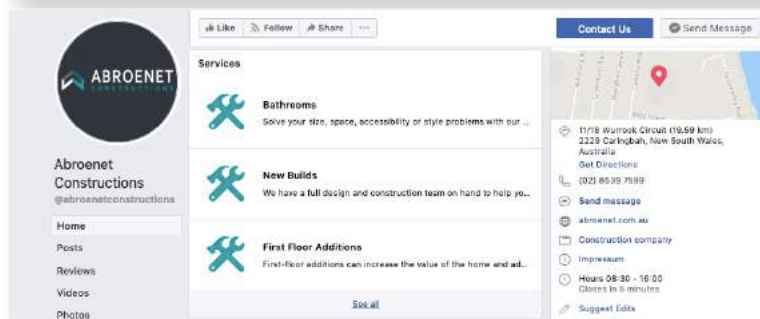 Like Follow Share ...
Contact Us Send Message
ABROENET
CONSTRUCTIONS
Abroenet
Constructions
@abroenetconstructions
Home
Posts
Reviews
Videos
Photos
Services
Bathrooms
Solve your size, space, accessibility or style problems with our ...
New Builds
We have a full design and construction team on hand to help yo...
First Floor Additions
First-floor additions can increase the value of the home and ad...
See all
11/18 Wurrook Circuit (19.59 km)
2229 Caringbah, New South Wales,
Australia
Get Directions
(02) 8539 7599
Send message
abroenet.com.au
Construction company
Impressum
Hours 08:30 - 16:00
Closes in 5 minutes
Suggest Edits